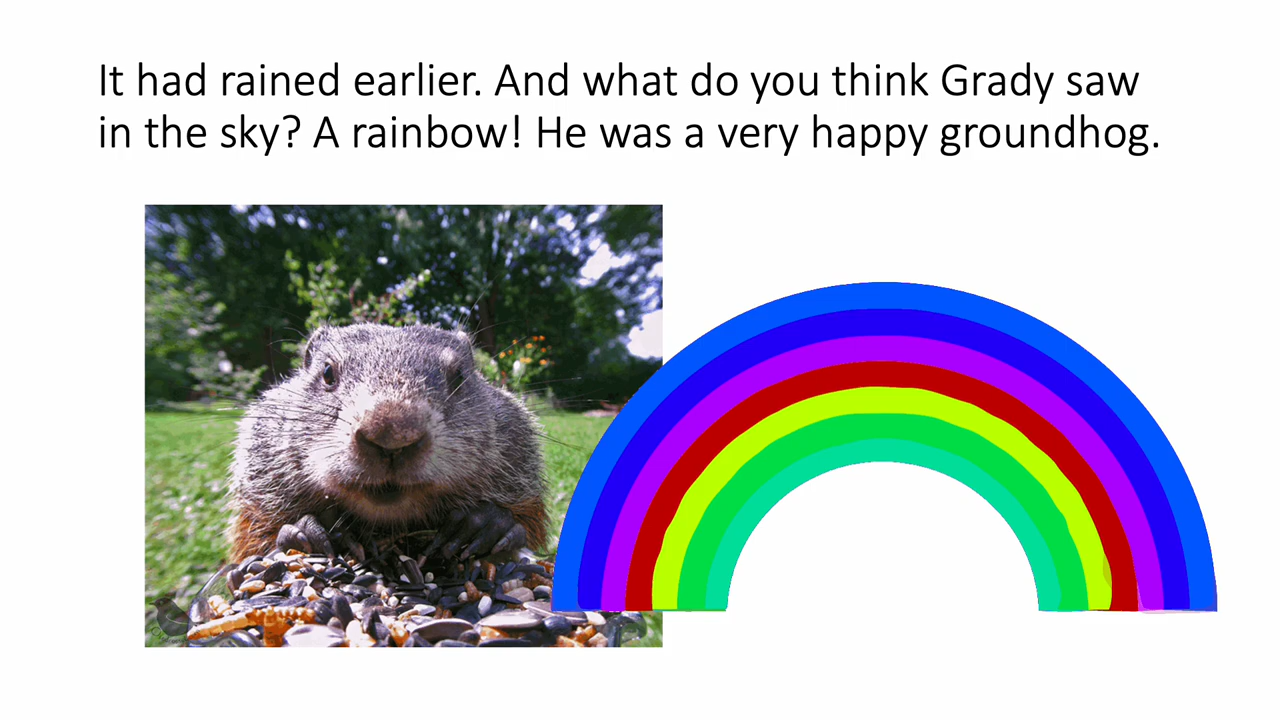 It had rained earlier. And what do you think Grady saw
in the sky? A rainbow! He was a very happy groundhog.